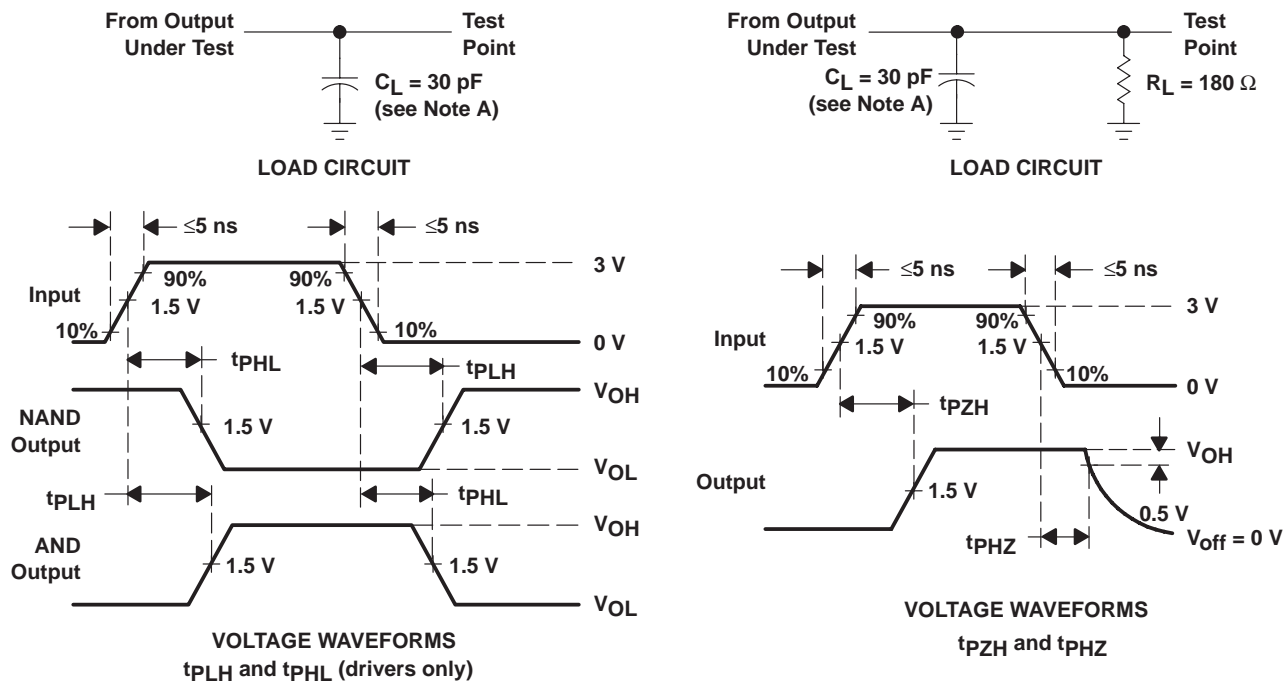 From Output
Under Test
Test
Point
CL = 30 pF
(see Note A)
LOAD CIRCUIT
≤5 ns
≤5 ns
3 V
90%
90%
Input
1.5 V
1.5 V
10%
10%
0 V
tPHL
tPLH
VOH
NAND
Output
1.5 V
1.5 V
VOL
tPLH
tPHL
VOH
AND
Output
1.5 V
1.5 V
VOL
VOLTAGE WAVEFORMS
tPLH and tPHL (drivers only)
From Output
Under Test
Test
Point
CL = 30 pF
(see Note A)
RL = 180 Ω
LOAD CIRCUIT
≤5 ns
≤5 ns
3 V
90%
90%
Input
1.5 V
1.5 V
10%
10%
0 V
tPZH
VOH
Output
1.5 V
0.5 V
tPHZ
Voff = 0 V
VOLTAGE WAVEFORMS
tPZH and tPHZ